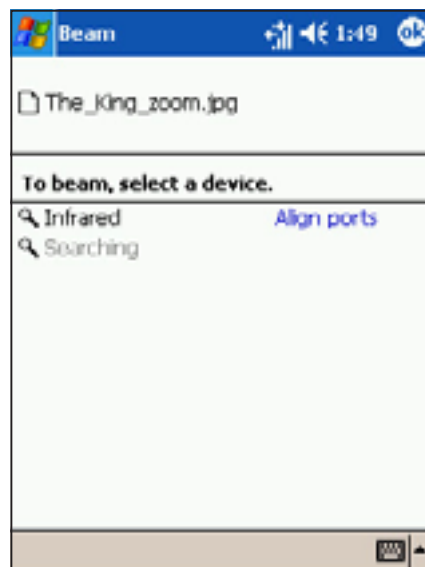 Beam 1:49 ok
The_King_zoom.jpg
To beam, select a device.
Infrared Align ports
Searching